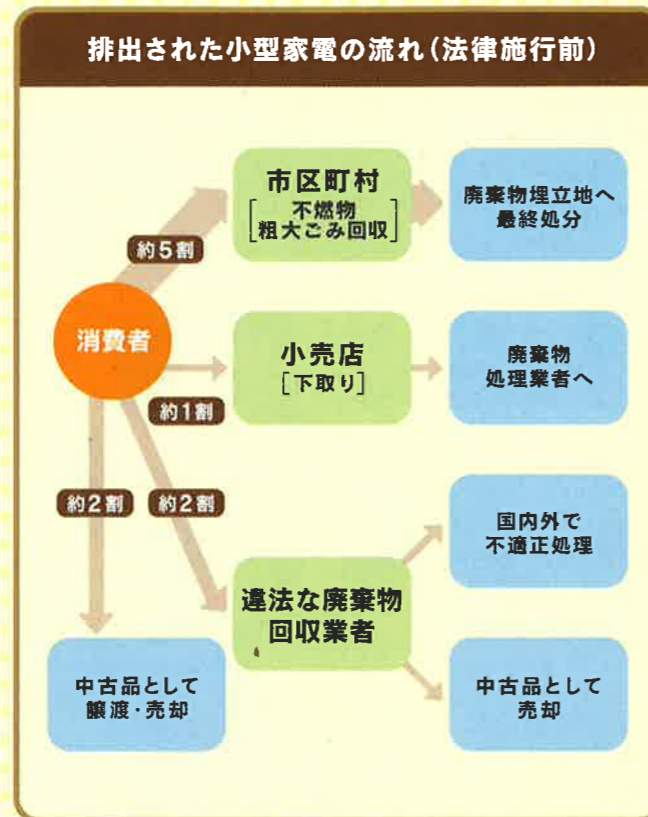 排出された小型家電の流れ(法律施行前)
市区町村
[不燃物
粗大ごみ回収]
廃棄物埋立地へ
最終処分
約5割
消費者
小売店
[下取り]
廃棄物
処理業者へ
約1割
約2割
約2割
国内外で
不適正処理
違法な廃棄物
回収業者
中古品として
譲渡・売却
中古品として
売却